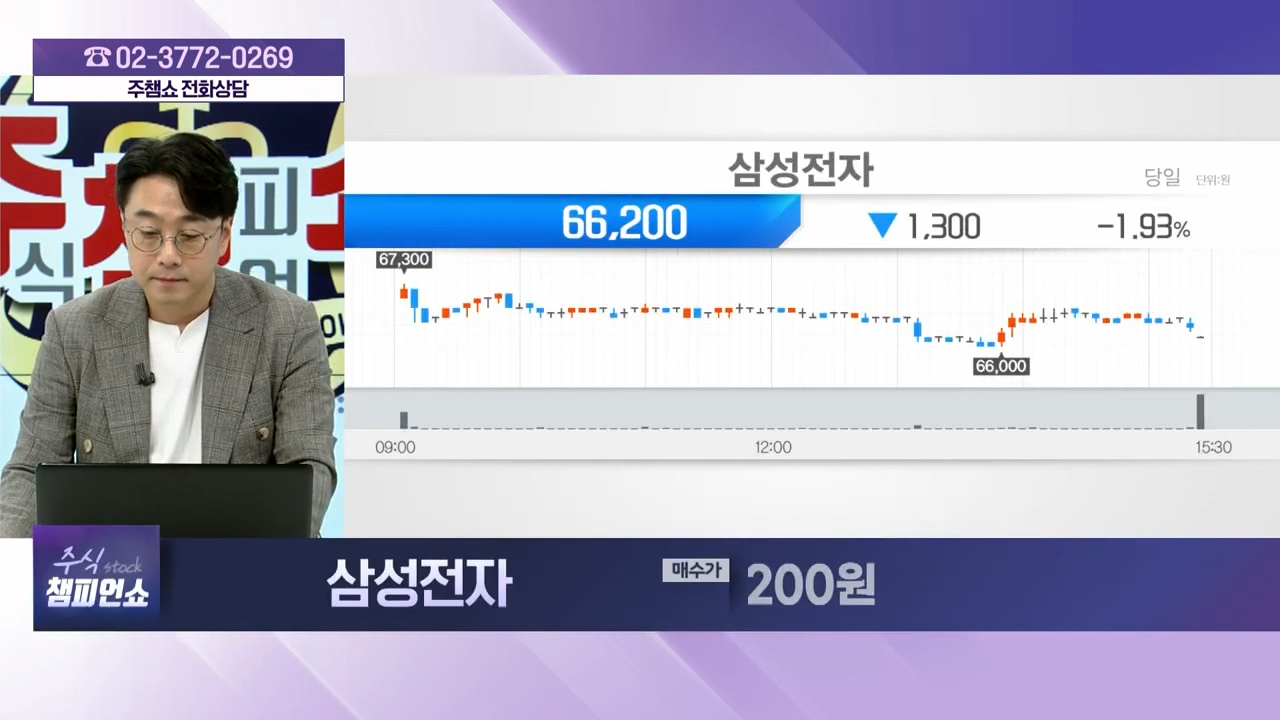 ☎02-3772-0269
주챔쇼 전화상담
삼성전자
당일 단위:원
66,200 ▼ 1,300 -1.93%
67,300
66,000
09:00 12:00 15:30
주식 stock
챔피언쇼
삼성전자 매수가 200원